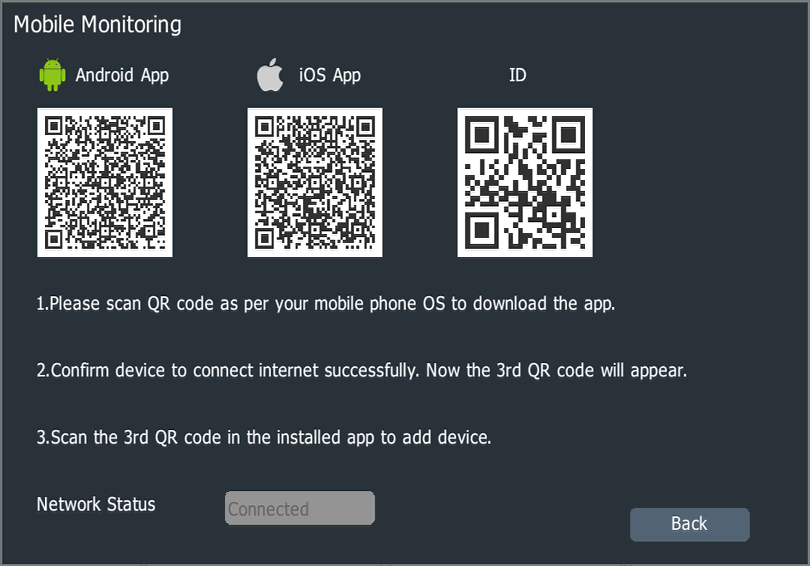 Mobile Monitoring
Android App
iOS App
ID
1.Please scan QR code as per your mobile phone OS to download the app.
2.Confirm device to connect internet successfully. Now the 3rd QR code will appear.
3.Scan the 3rd QR code in the installed app to add device.
Network Status
Connected
Back